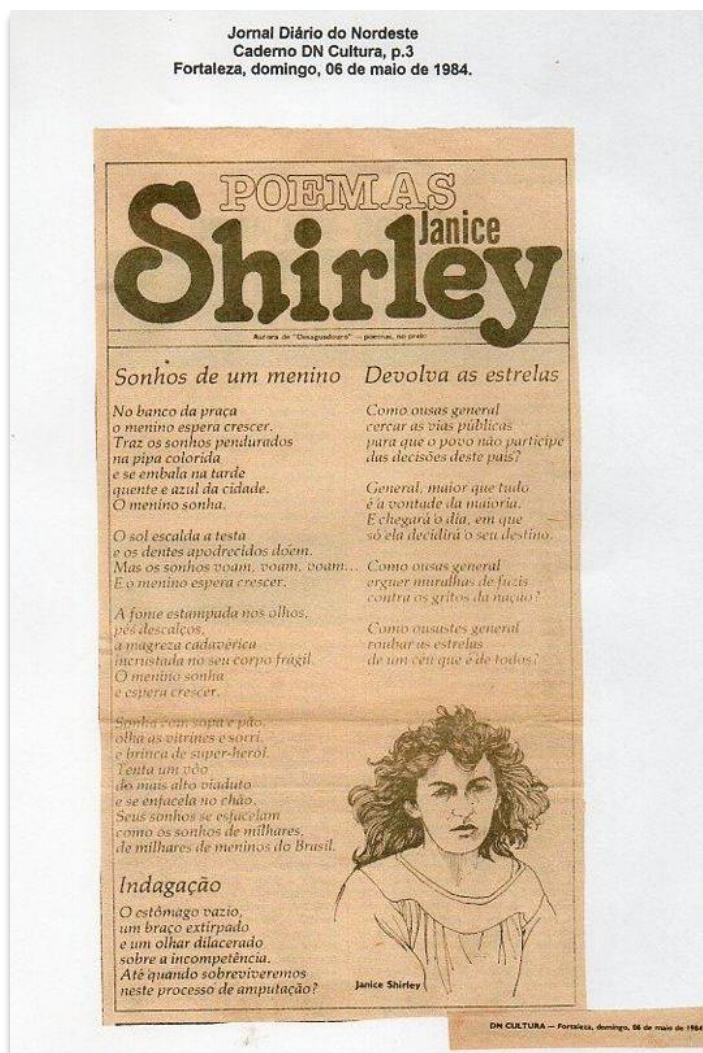 Jornal Diário do Nordeste
Caderno DN Cultura, p.3
Fortaleza, domingo, 06 de maio de 1984.
POEMAS
Janice
Shirley
Autora de "Desaguadouro" — poemas, no prelo
Sonhos de um menino
No banco da praça
o menino espera crescer.
Traz os sonhos pendurados
na pipa colorida
e se embala na tarde
quente e azul da cidade.
O menino sonha.
O sol escalda a testa
e os dentes apodrecidos doem.
Mas os sonhos voam, voam, voam...
E o menino espera crescer.
A fome estampada nos olhos,
pés descalços,
a magreza cadavérica
incrustada no seu corpo frágil.
O menino sonha
e espera crescer.
Sonha com sopa e pão,
olha as vitrines e sorri,
e brinca de super-herói.
Tenta um vôo
do mais alto viaduto
e se esfacela no chão.
Seus sonhos se esfacelam
como os sonhos de milhares,
de milhares de meninos do Brasil.
Indagação
O estômago vazio,
um braço extirpado
e um olhar dilacerado
sobre a incompetência.
Até quando sobreviveremos
neste processo de amputação?
Devolva as estrelas
Como ousas general
cercar as vias públicas
para que o povo não participe
das decisões deste país?
General, maior que tudo
é a vontade da maioria.
E chegará o dia, em que
só ela decidirá o seu destino.
Como ousas general
erguer muralhas de fuzis
contra os gritos da nação?
Como ousastes general
roubar as estrelas
de um céu que é de todos?
Janice Shirley
DN CULTURA — Fortaleza, domingo, 06 de maio de 1984